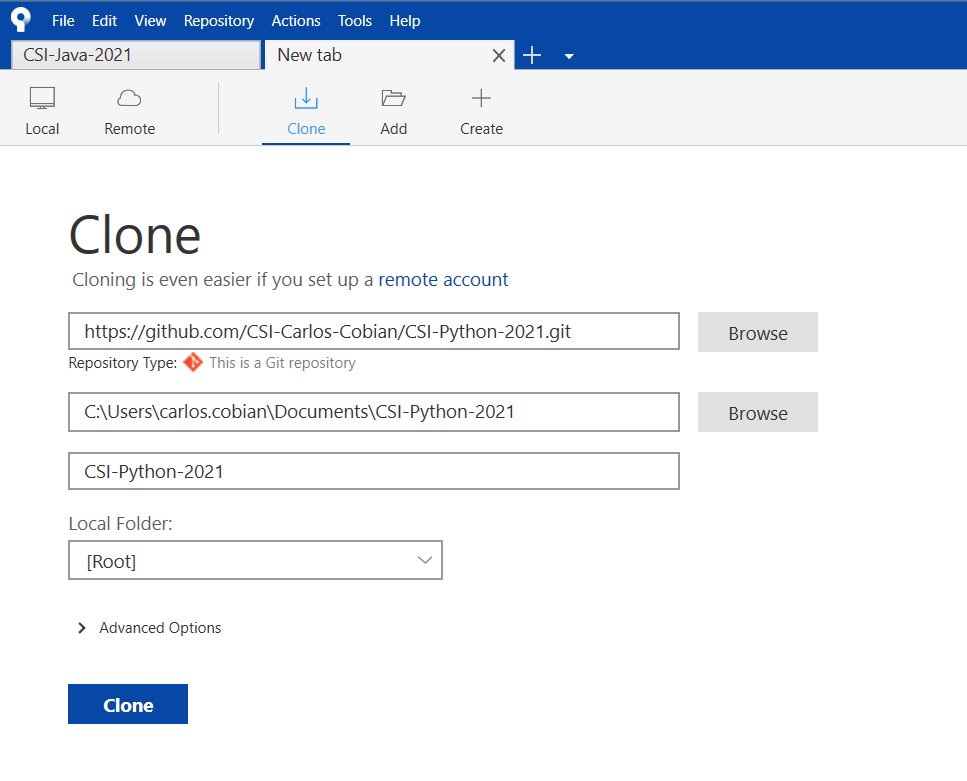 File Edit View Repository Actions Tools Help
CSI-Java-2021 New tab
Local Remote Clone Add Create
Clone
Cloning is even easier if you set up a remote account
https://github.com/CSI-Carlos-Cobian/CSI-Python-2021.git Browse
Repository Type: This is a Git repository
C:\Users\carlos.cobian\Documents\CSI-Python-2021 Browse
CSI-Python-2021
Local Folder:
[Root]
Advanced Options
Clone